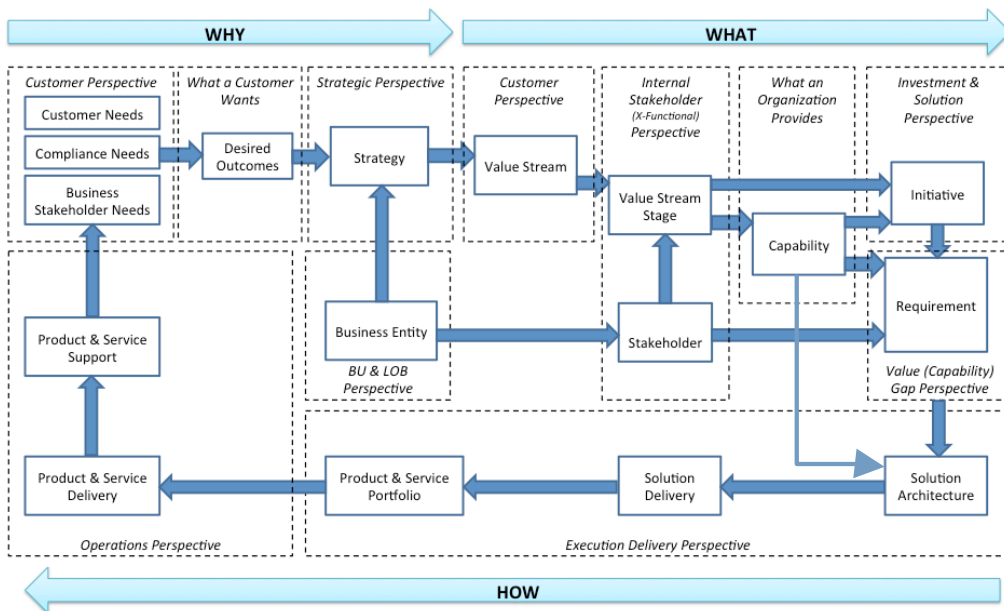 WHY
WHAT
Customer Perspective
Customer Needs
Compliance Needs
Business
Stakeholder Needs
What a Customer
Wants
Desired
Outcomes
Strategic Perspective
Strategy
Customer
Perspective
Value Stream
Internal
Stakeholder
(X-Functional)
Perspective
Value Stream
Stage
What an
Organization
Provides
Capability
Investment &
Solution
Perspective
Initiative
Requirement
Value (Capability)
Gap Perspective
Product & Service
Support
Business Entity
BU & LOB
Perspective
Stakeholder
Product & Service
Delivery
Product & Service
Portfolio
Solution
Delivery
Solution
Architecture
Operations Perspective
Execution Delivery Perspective
HOW